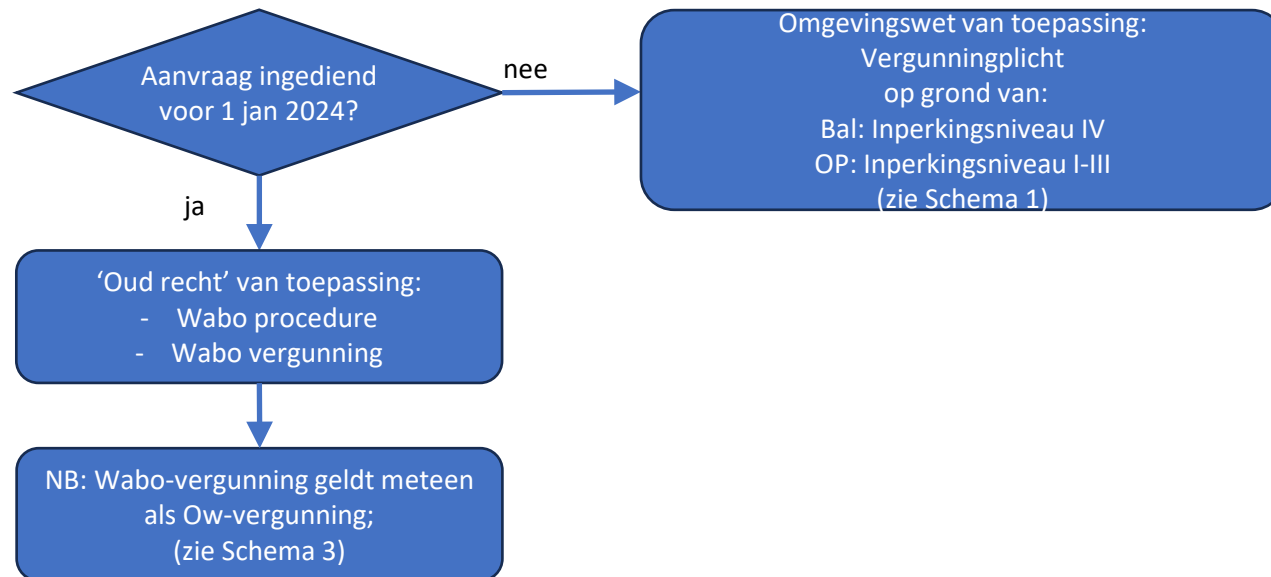 Aanvraag ingediend
voor 1 jan 2024?
nee
Omgevingswet van toepassing:
Vergunningplicht
op grond van:
Bal: Inperkingsniveau IV
OP: Inperkingsniveau I-III
(zie Schema 1)
ja
‘Oud recht’ van toepassing:
- Wabo procedure
- Wabo vergunning
NB: Wabo-vergunning geldt meteen
als Ow-vergunning;
(zie Schema 3)